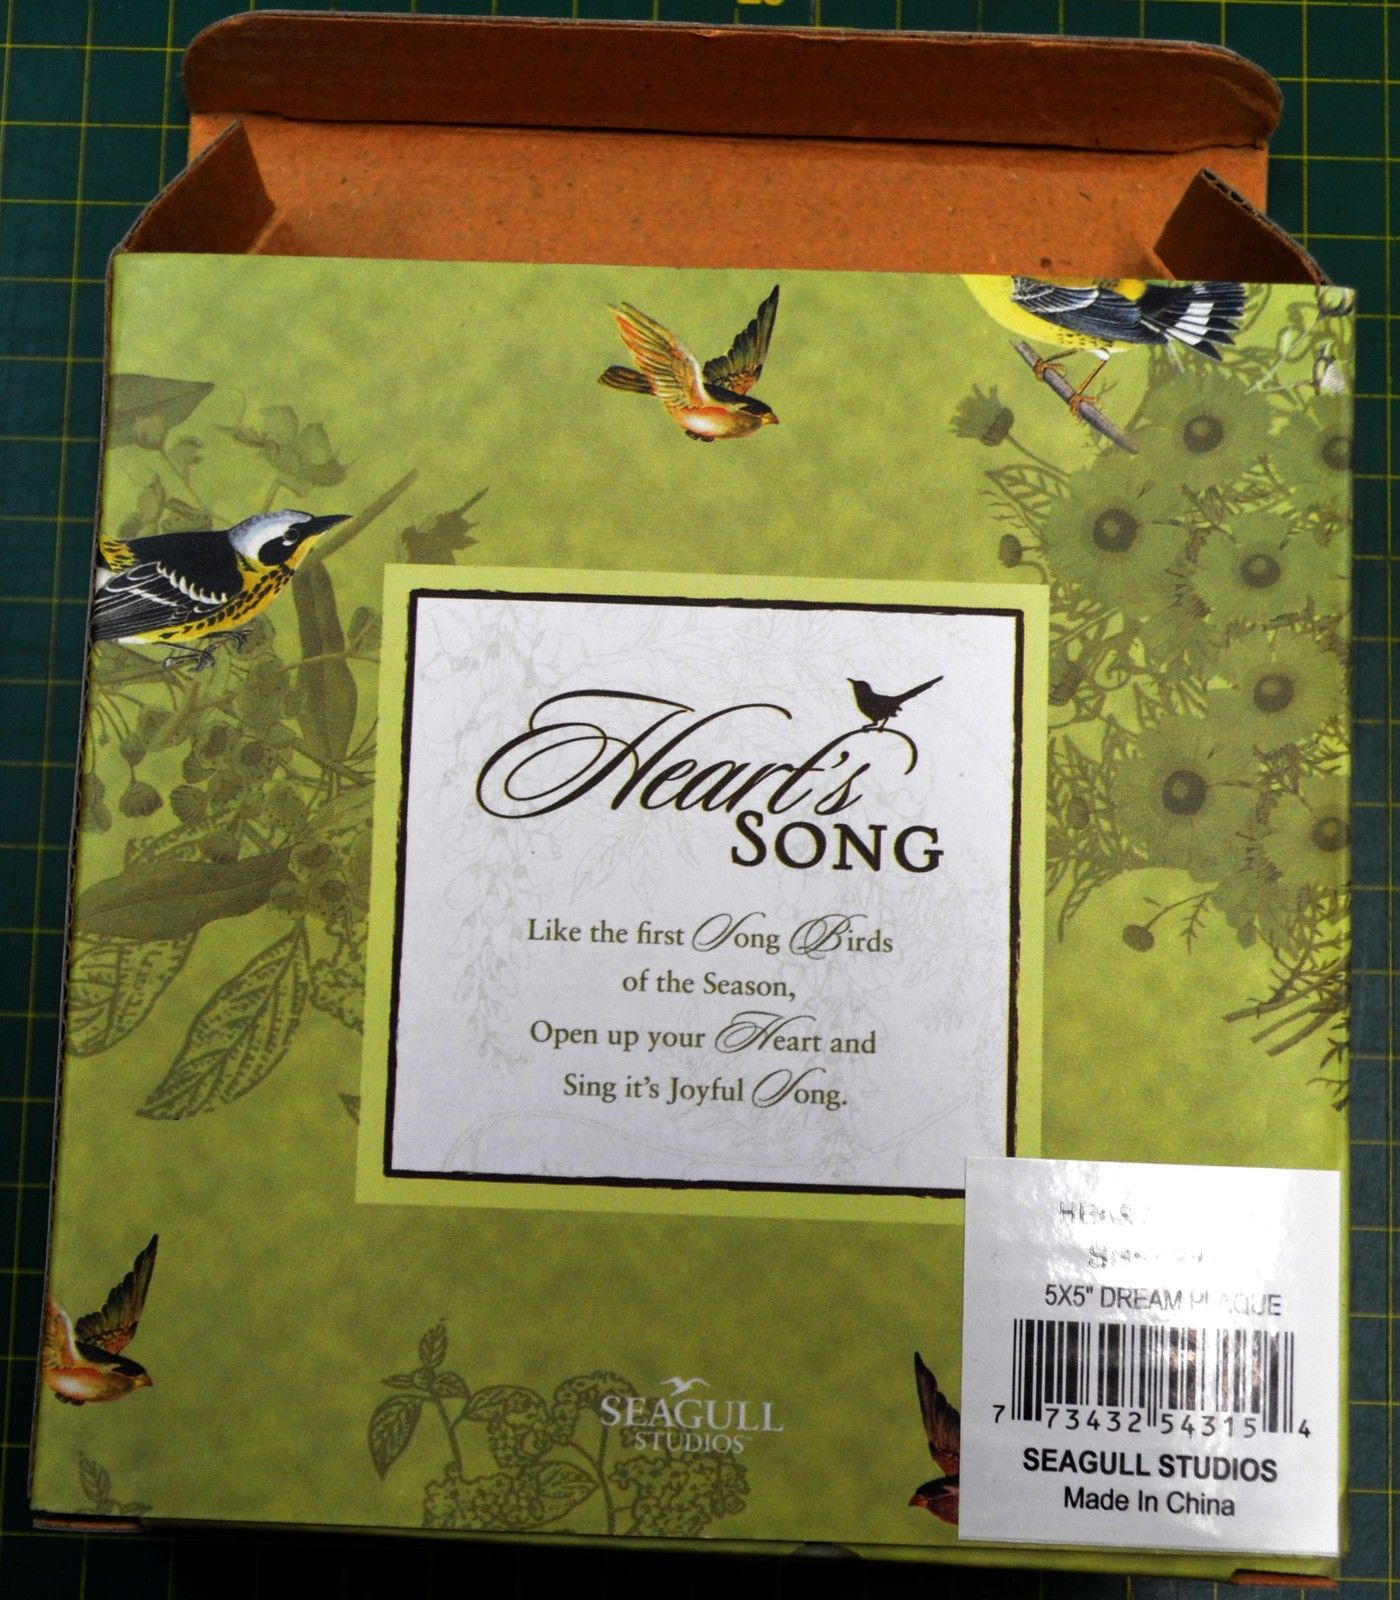 Heart's
SONG
Like the first Song Birds
of the Season,
Open up your Heart and
Sing it's Joyful Song.
5X5" DREAM PLAQUE
7 73432 54315 4
SEAGULL STUDIOS
Made In China
SEAGULL
STUDIOS™